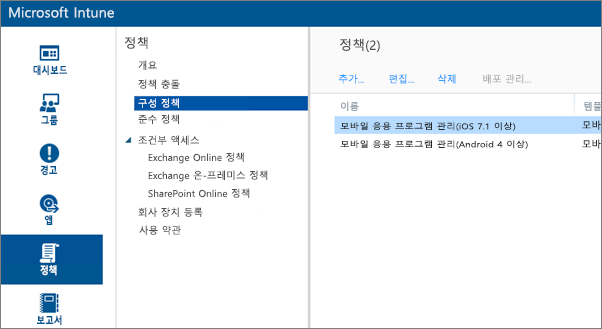 Microsoft Intune
대시보드
그룹
경고
앱
정책
보고서
정책
개요
정책 충돌
구성 정책
준수 정책
조건부 액세스
Exchange Online 정책
Exchange 온-프레미스 정책
SharePoint Online 정책
회사 장치 등록
사용 약관
정책(2)
추가... 편집... 삭제 배포 관리...
이름 템플
모바일 응용 프로그램 관리(iOS 7.1 이상) 모바
모바일 응용 프로그램 관리(Android 4 이상) 모바